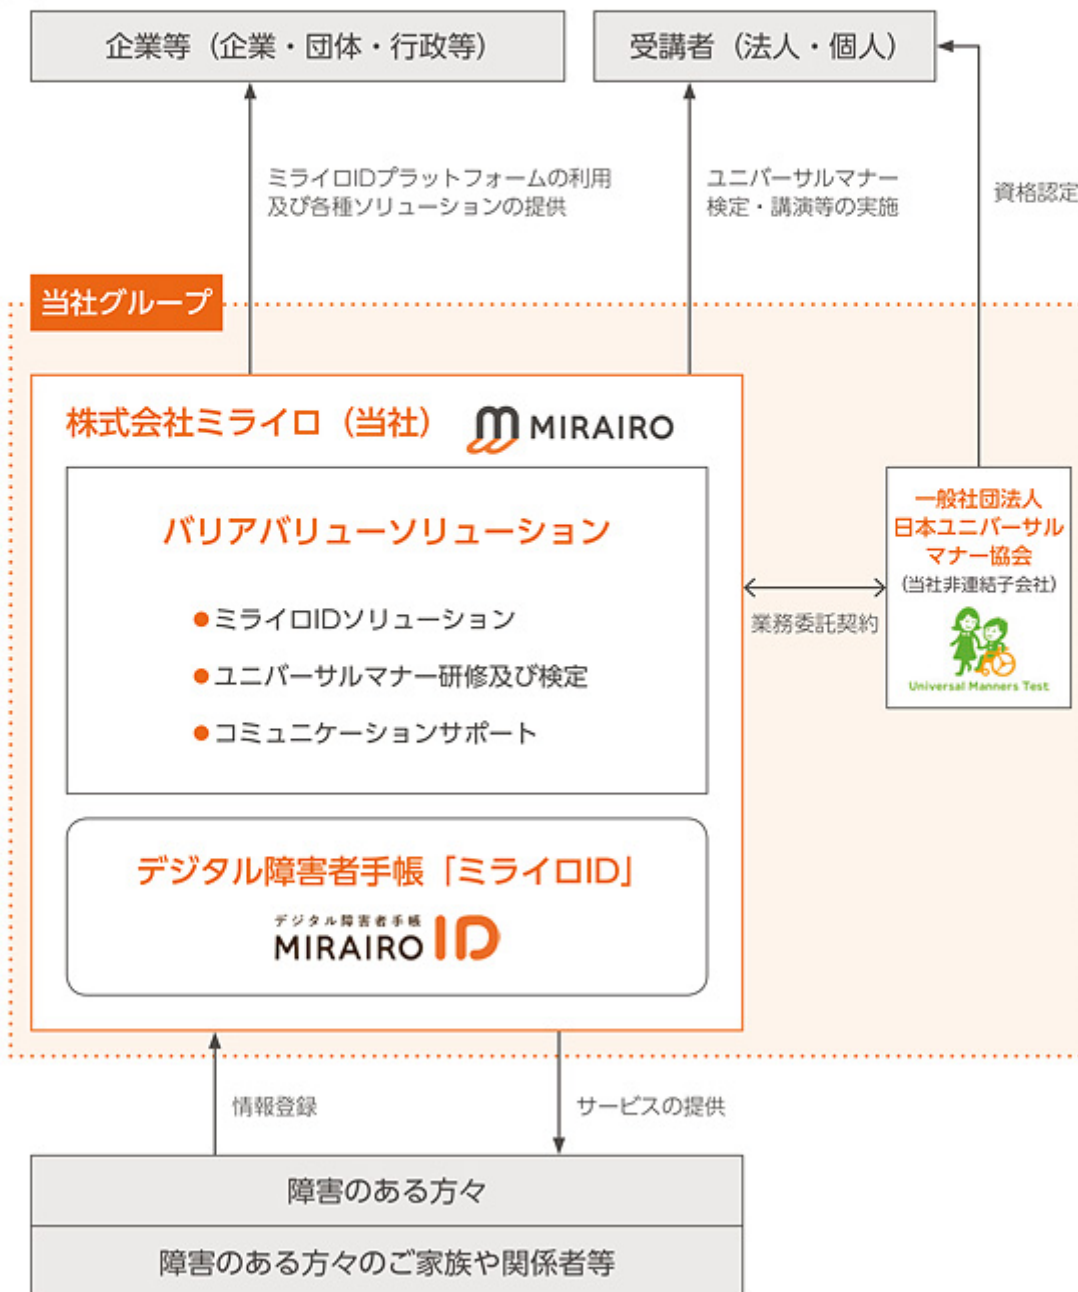 企業等（企業・団体・行政等）
受講者（法人・個人）
ミライロIDプラットフォームの利用
及び各種ソリューションの提供
ユニバーサルマナー
検定・講演等の実施
資格認定
当社グループ
株式会社ミライロ（当社）
MIRAIRO
バリアバリューソリューション
●ミライロIDソリューション
●ユニバーサルマナー研修及び検定
●コミュニケーションサポート
業務委託契約
一般社団法人
日本ユニバーサル
マナー協会
（当社非連結子会社）
Universal Manners Test
デジタル障害者手帳「ミライロID」
デジタル障害者手帳
MIRAIRO ID
情報登録
サービスの提供
障害のある方々
障害のある方々のご家族や関係者等